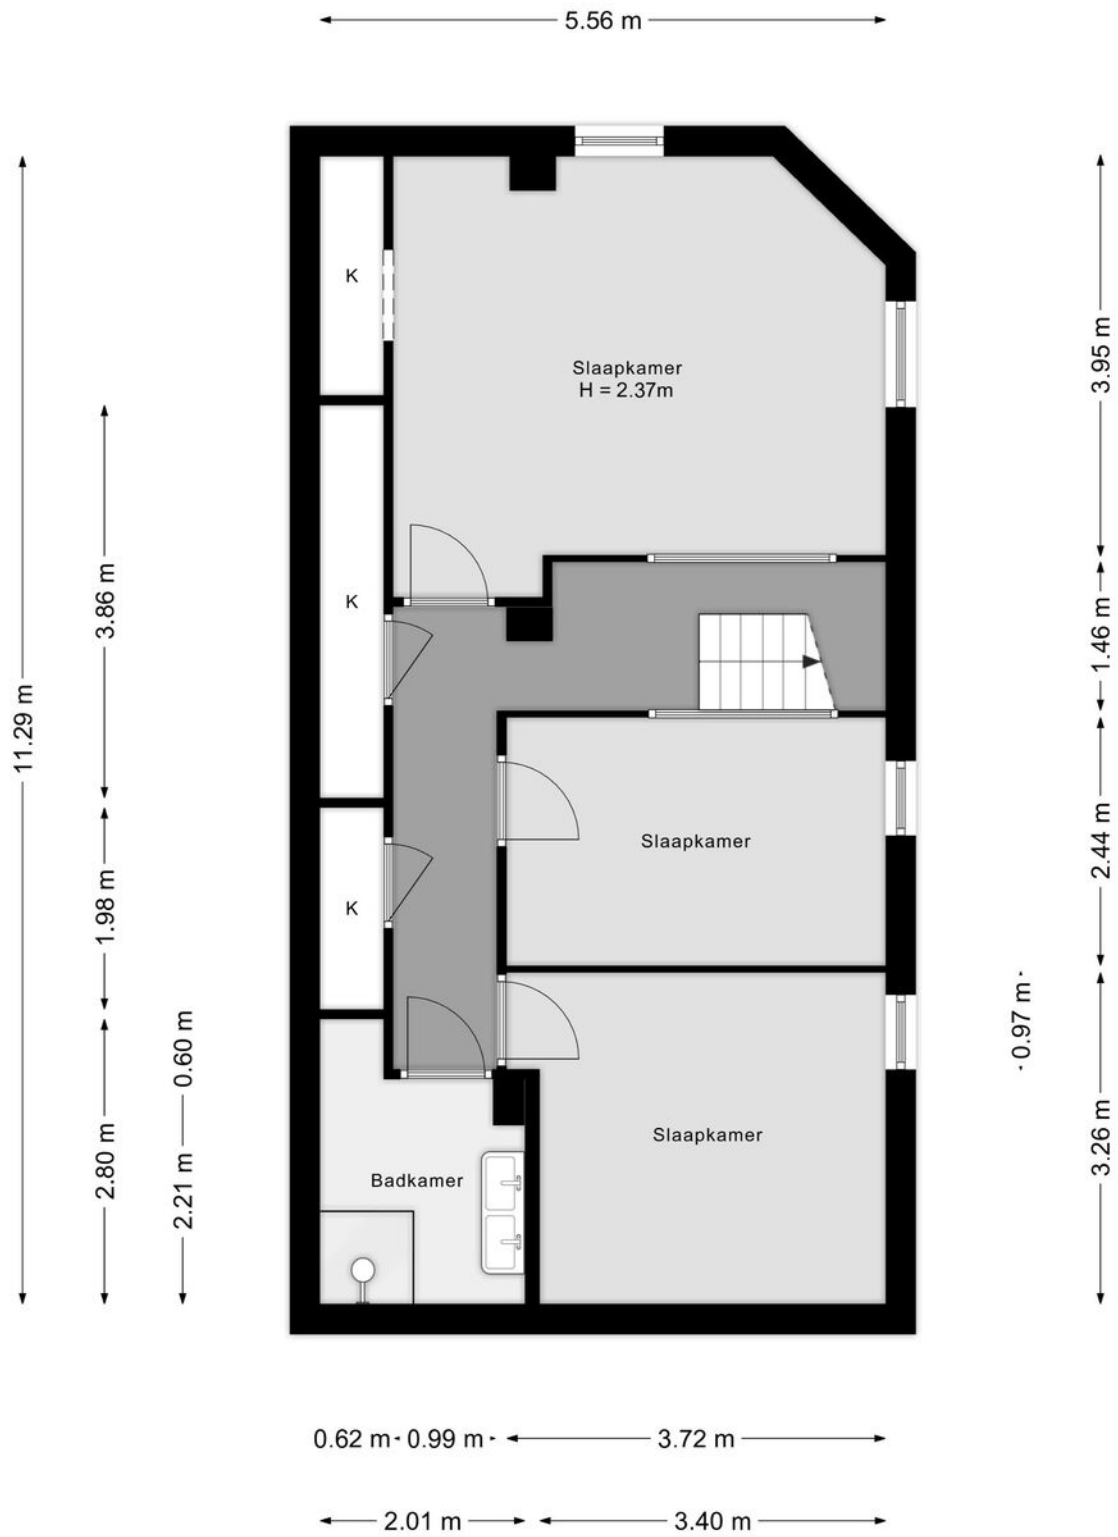 5.56 m
K
Slaapkamer
H = 2.37m
3.95 m
K
3.86 m
1.46 m
11.29 m
Slaapkamer
2.44 m
K
1.98 m
0.97 m
0.60 m
Slaapkamer
3.26 m
2.80 m
2.21 m
Badkamer
0.62 m
0.99 m
3.72 m
2.01 m
3.40 m